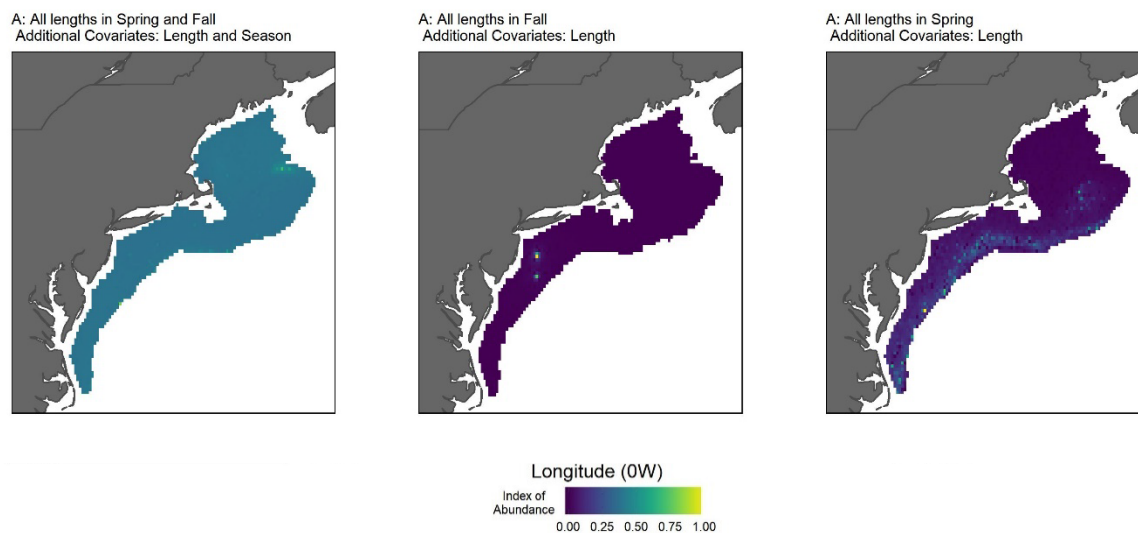 A: All lengths in Spring and Fall
Additional Covariates: Length and Season
A: All lengths in Fall
Additional Covariates: Length
A: All lengths in Spring
Additional Covariates: Length
Longitude (0W)
Index of
Abundance
0.00 0.25 0.50 0.75 1.00